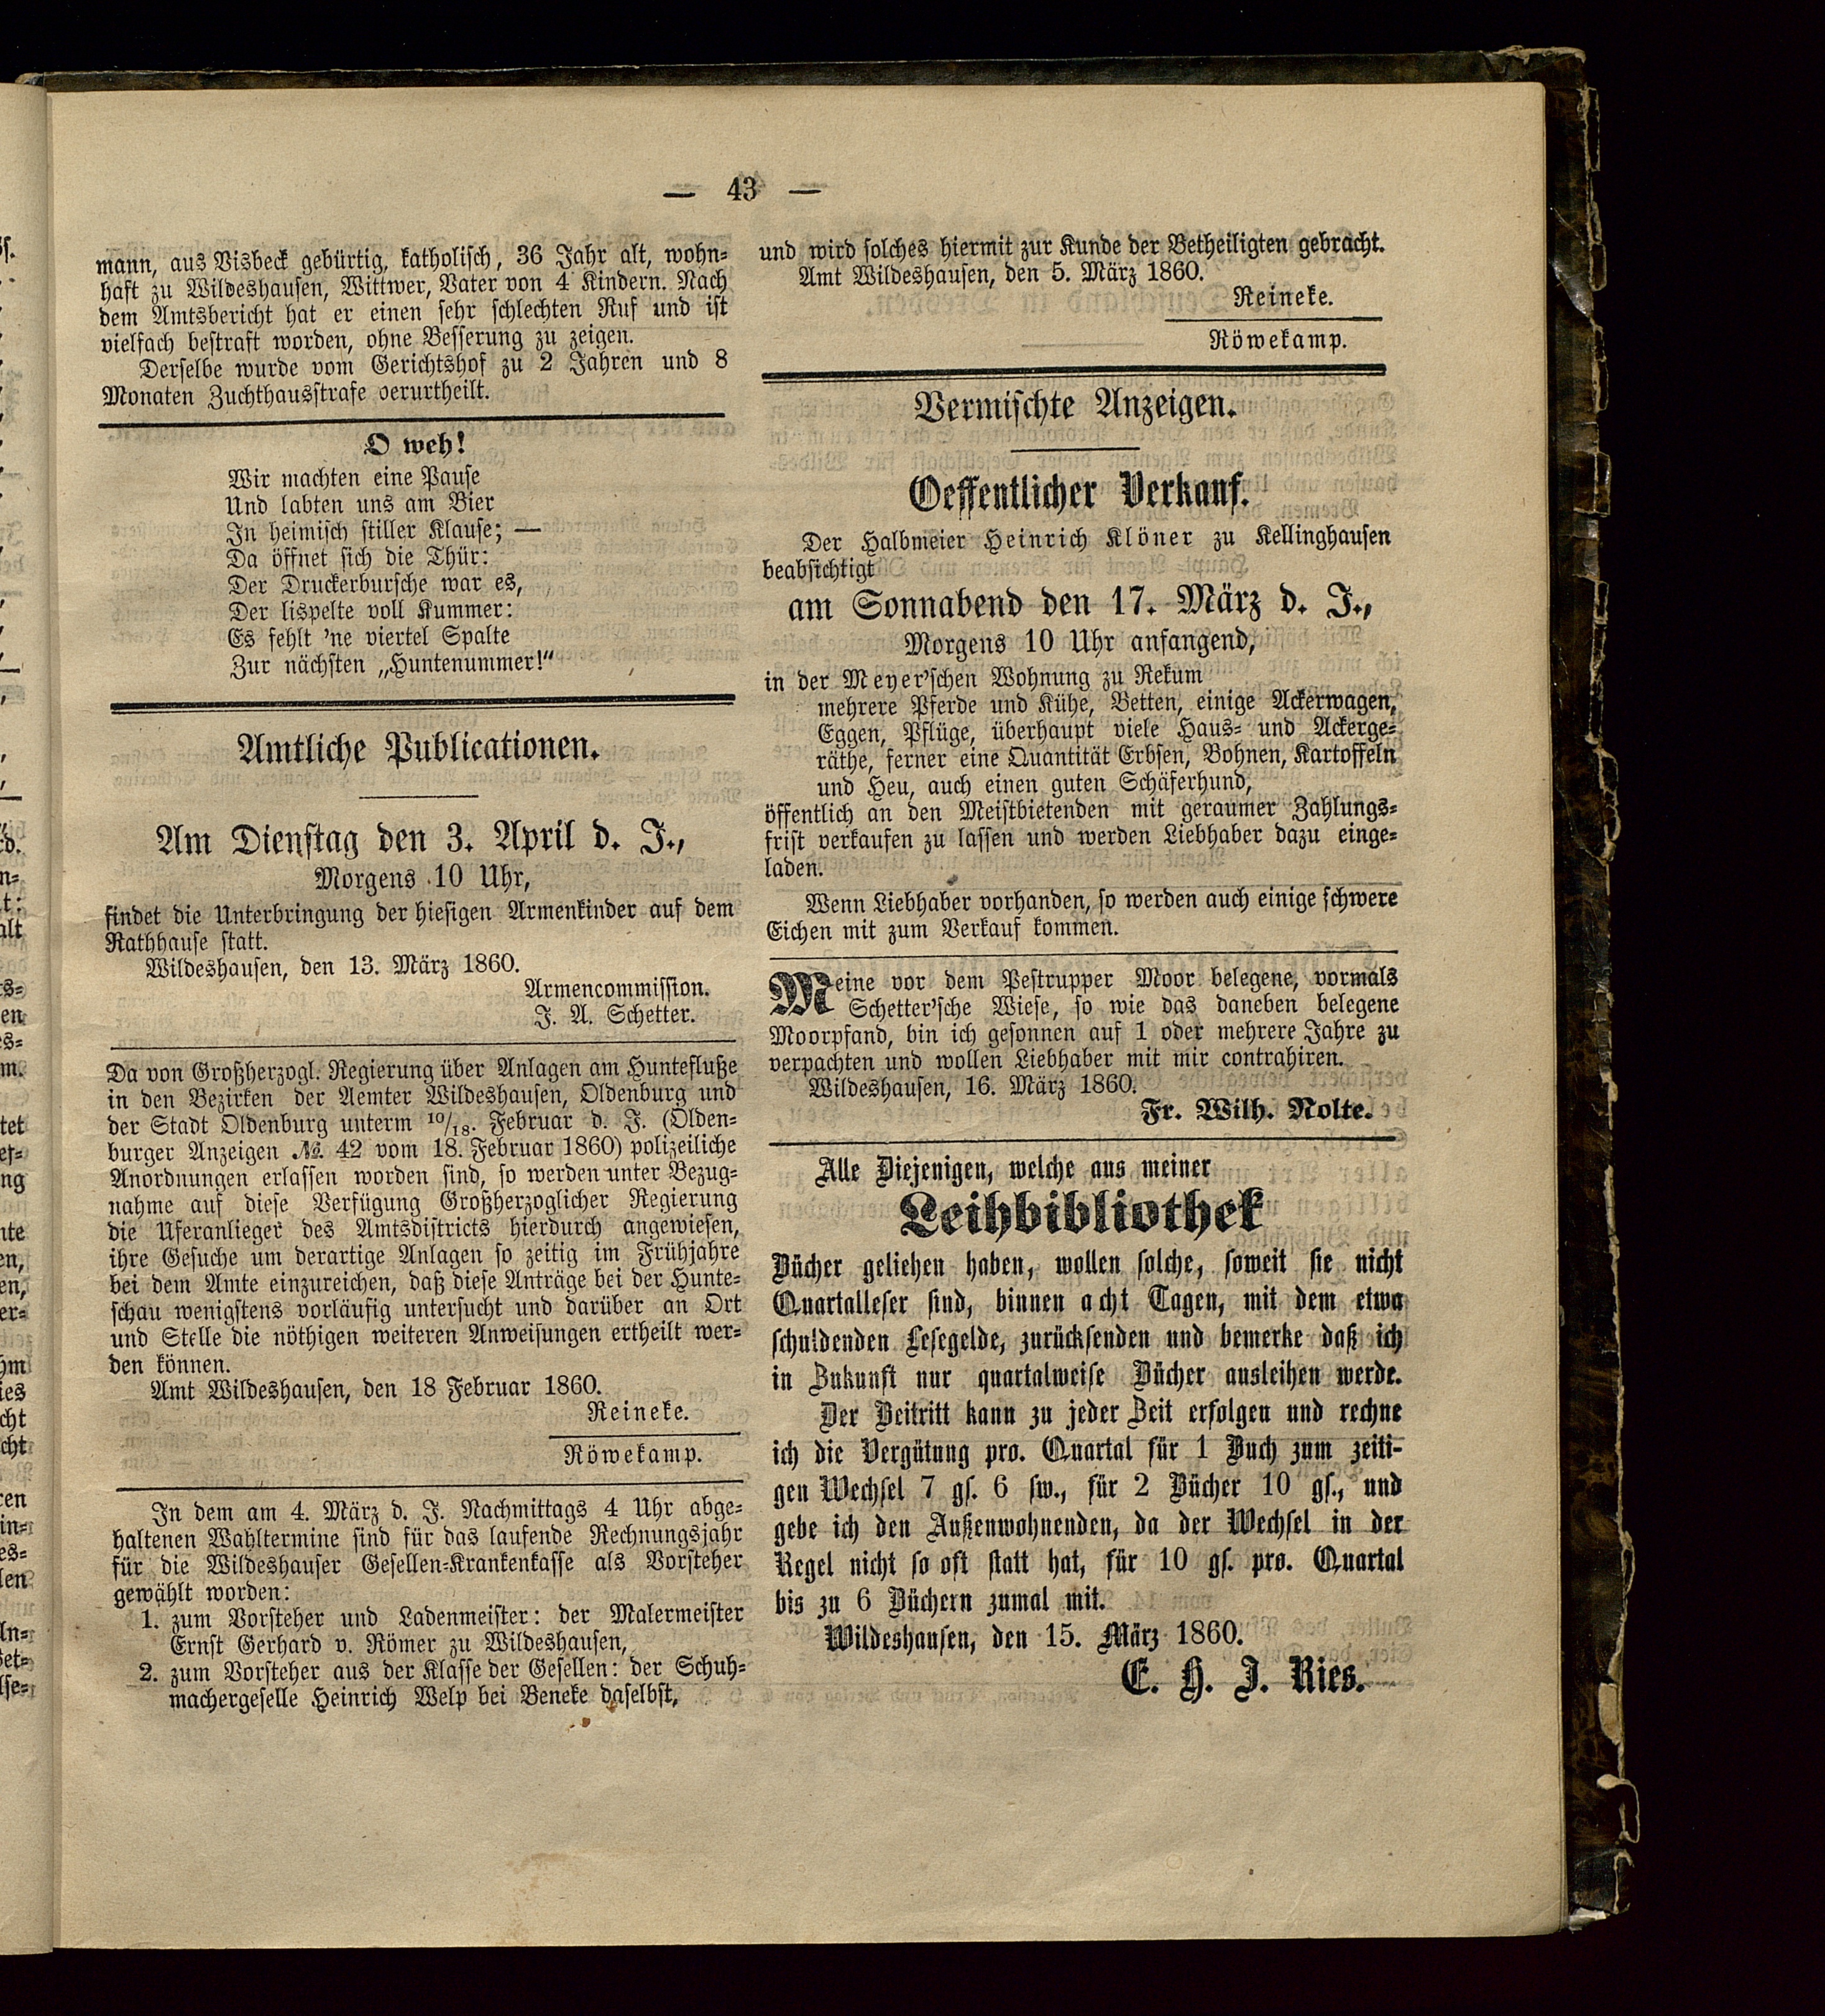 — 43 —
mann, aus Visbeck gebürtig, katholisch, 36 Jahr alt, wohn=
haft zu Wildeshausen, Wittwer, Vater von 4 Kindern. Nach
dem Amtsbericht hat er einen sehr schlechten Ruf und ist
vielfach bestraft worden, ohne Besserung zu zeigen.
Derselbe wurde vom Gerichtshof zu 2 Jahren und 8
Monaten Zuchthausstrafe verurtheilt.
O weh!
Wir machten eine Pause
Und labten uns am Bier
In heimisch stiller Klause; —
Da öffnet sich die Thür:
Der Druckerbursche war es,
Der lispelte voll Kummer:
Es fehlt 'ne viertel Spalte
Zur nächsten „Huntenummer!“
Amtliche Publicationen.
Am Dienstag den 3. April d. J.,
Morgens 10 Uhr,
findet die Unterbringung der hiesigen Armenkinder auf dem
Rathhause statt.
Wildeshausen, den 13. März 1860.
Armencommission.
J. A. Schetter.
Da von Großherzogl. Regierung über Anlagen am Hunteflusse
in den Bezirken der Aemter Wildeshausen, Oldenburg und
der Stadt Oldenburg unterm 10/18. Februar d. J. (Olden=
burger Anzeigen № 42 vom 18. Februar 1860) polizeiliche
Anordnungen erlassen worden sind, so werden unter Bezug=
nahme auf diese Verfügung Großherzoglicher Regierung
die Uferanlieger des Amtsdistricts hierdurch angewiesen,
ihre Gesuche um derartige Anlagen so zeitig im Frühjahre
bei dem Amte einzureichen, daß diese Anträge bei der Hunte=
schau wenigstens vorläufig untersucht und darüber an Ort
und Stelle die nöthigen weiteren Anweisungen ertheilt wer=
den können.
Amt Wildeshausen, den 18 Februar 1860.
Reineke.
Röwekamp.
In dem am 4. März d. J. Nachmittags 4 Uhr abge=
haltenen Wahltermine sind für das laufende Rechnungsjahr
für die Wildeshauser Gesellen=Krankenkasse als Vorsteher
gewählt worden:
1. zum Vorsteher und Ladenmeister: der Malermeister
Ernst Gerhard v. Römer zu Wildeshausen,
2. zum Vorsteher aus der Klasse der Gesellen: der Schuh=
machergeselle Heinrich Welp bei Beneke daselbst,
und wird solches hiermit zur Kunde der Betheiligten gebracht.
Amt Wildeshausen, den 5. März 1860.
Reineke.
Röwekamp.
Vermischte Anzeigen.
Oeffentlicher Verkauf.
Der Halbmeier Heinrich Klöner zu Kellinghausen
beabsichtigt
am Sonnabend den 17. März d. J.,
Morgens 10 Uhr anfangend,
in der Meyer'schen Wohnung zu Rekum
mehrere Pferde und Kühe, Betten, einige Ackerwagen,
Eggen, Pflüge, überhaupt viele Haus= und Ackerge=
räthe, ferner eine Quantität Erbsen, Bohnen, Kartoffeln
und Heu, auch einen guten Schäferhund,
öffentlich an den Meistbietenden mit geraumer Zahlungs=
frist verkaufen zu lassen und werden Liebhaber dazu einge=
laden.
Wenn Liebhaber vorhanden, so werden auch einige schwere
Eichen mit zum Verkauf kommen.
Meine vor dem Pestrupper Moor belegene, vormals
Schetter'sche Wiese, so wie das daneben belegene
Moorpfand, bin ich gesonnen auf 1 oder mehrere Jahre zu
verpachten und wollen Liebhaber mit mir contrahiren.
Wildeshausen, 16. März 1860.
Fr. Wilh. Nolte.
Alle Diejenigen, welche aus meiner
Leihbibliothek
Bücher geliehen haben, wollen solche, soweit sie nicht
Quartalleser sind, binnen acht Tagen, mit dem etwa
schuldenden Lesegelde, zurücksenden und bemerke daß ich
in Zukunft nur quartalweise Bücher ausleihen werde.
Der Beitritt kann zu jeder Zeit erfolgen und rechne
ich die Vergütung pro. Quartal für 1 Buch zum zeiti-
gen Wechsel 7 gs. 6 sw., für 2 Bücher 10 gs., und
gebe ich den Außenwohnenden, da der Wechsel in der
Regel nicht so oft statt hat, für 10 gs. pro. Quartal
bis zu 6 Büchern zumal mit.
Wildeshausen, den 15. März 1860.
E. H. J. Ries.